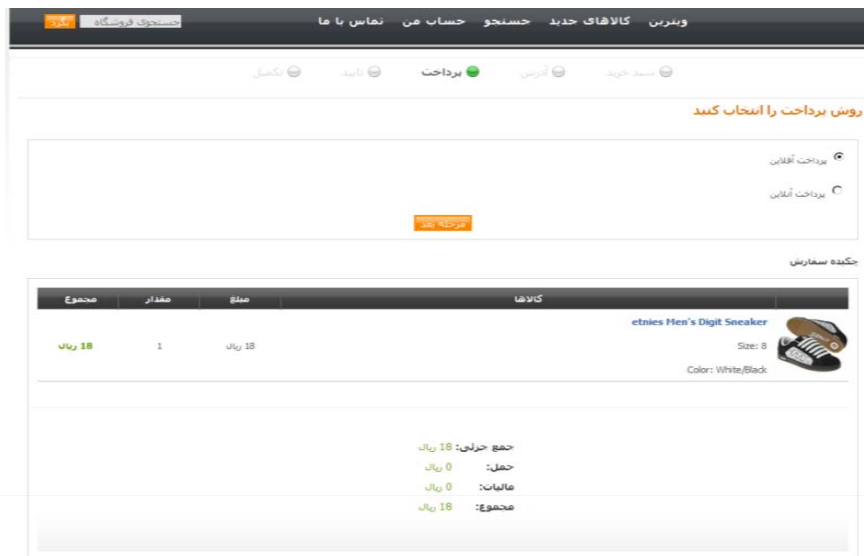 ویترین کالاهای جدید جستجو حساب من تماس با ما جستجوی فروشگاه بگرد
سبد خرید آدرس پرداخت تایید تکمیل
روش پرداخت را انتخاب کنید
پرداخت آفلاین
پرداخت آنلاین
مرحله بعد
چکیده سفارش
کالاها مبلغ مقدار مجموع
etnies Men's Digit Sneaker
Size: 8 18 ریال 1 18 ریال
Color: White/Black
جمع جزئی: 18 ریال
حمل: 0 ریال
مالیات: 0 ریال
مجموع: 18 ریال